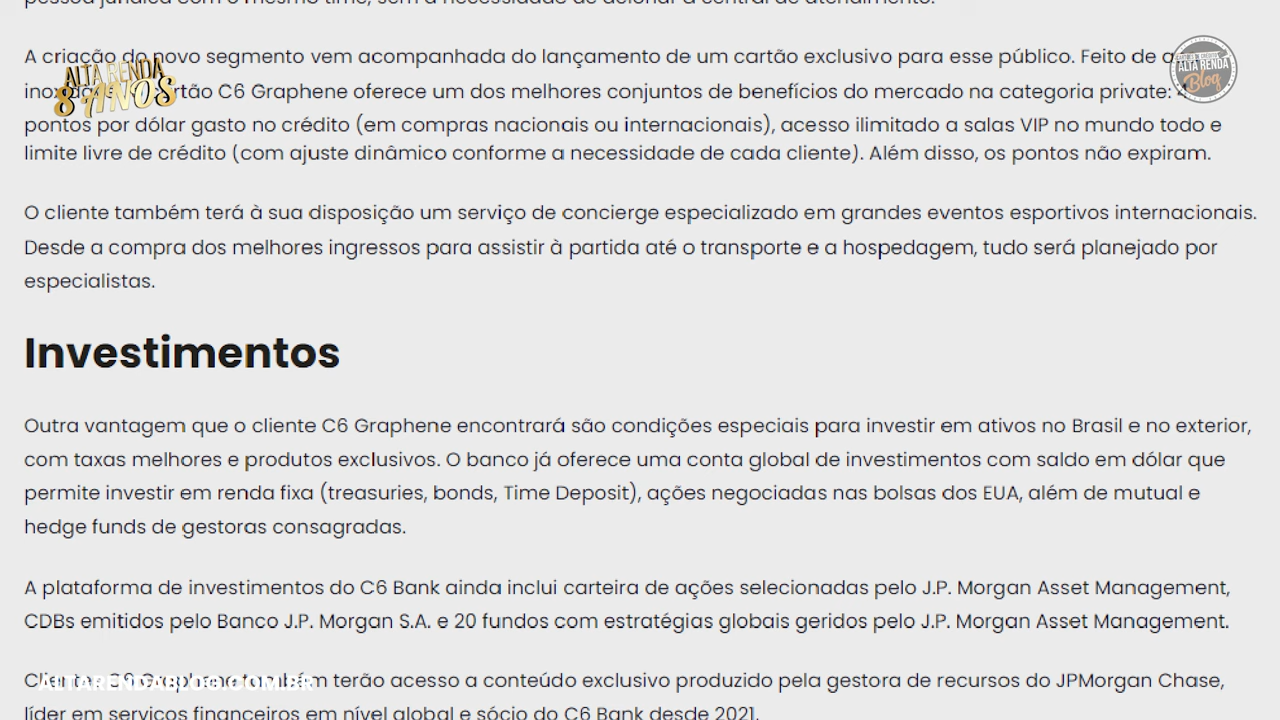 pessoa jurídica com o mesmo time, sem a necessidade de acionar a central de atendimento.
A criação do novo segmento vem acompanhada do lançamento de um cartão exclusivo para esse público. Feito de
cartão C6 Graphene oferece um dos melhores conjuntos de benefícios do mercado na categoria private: 4
pontos por dólar gasto no crédito (em compras nacionais ou internacionais), acesso ilimitado a salas VIP no mundo todo e
limite livre de crédito (com ajuste dinâmico conforme a necessidade de cada cliente). Além disso, os pontos não expiram.
ALTA RENDA
8 ANOS
ALTA RENDA
Blog
O cliente também terá à sua disposição um serviço de concierge especializado em grandes eventos esportivos internacionais.
Desde a compra dos melhores ingressos para assistir à partida até o transporte e a hospedagem, tudo será planejado por
especialistas.
Investimentos
Outra vantagem que o cliente C6 Graphene encontrará são condições especiais para investir em ativos no Brasil e no exterior,
com taxas melhores e produtos exclusivos. O banco já oferece uma conta global de investimentos com saldo em dólar que
permite investir em renda fixa (treasuries, bonds, Time Deposit), ações negociadas nas bolsas dos EUA, além de mutual e
hedge funds de gestoras consagradas.
A plataforma de investimentos do C6 Bank ainda inclui carteira de ações selecionadas pelo J.P. Morgan Asset Management,
CDBs emitidos pelo Banco J.P. Morgan S.A. e 20 fundos com estratégias globais geridos pelo J.P. Morgan Asset Management.
Clientes C6 Graphene também terão acesso a conteúdo exclusivo produzido pela gestora de recursos do JPMorgan Chase,
ALTARENDABLOG.COM.BR
líder em serviços financeiros em nível global e sócio do C6 Bank desde 2021.